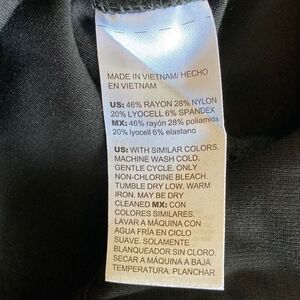 MADE IN VIETNAM/ HECHO
EN VIETNAM
US: 46% RAYON 28% NYLON
20% LYOCELL 6% SPANDEX
MX: 46% rayón 28% poliamida
20% lyocell 6% elastano
US: WITH SIMILAR COLORS.
MACHINE WASH COLD,
GENTLE CYCLE. ONLY
NON-CHLORINE BLEACH.
TUMBLE DRY LOW. WARM
IRON. MAY BE DRY
CLEANED MX: CON
COLORES SIMILARES.
LAVAR A MÁQUINA CON
AGUA FRÍA EN CICLO
SUAVE. SOLAMENTE
BLANQUEADOR SIN CLORO.
SECAR A MÁQUINA A BAJA
TEMPERATURA. PLANCHAR